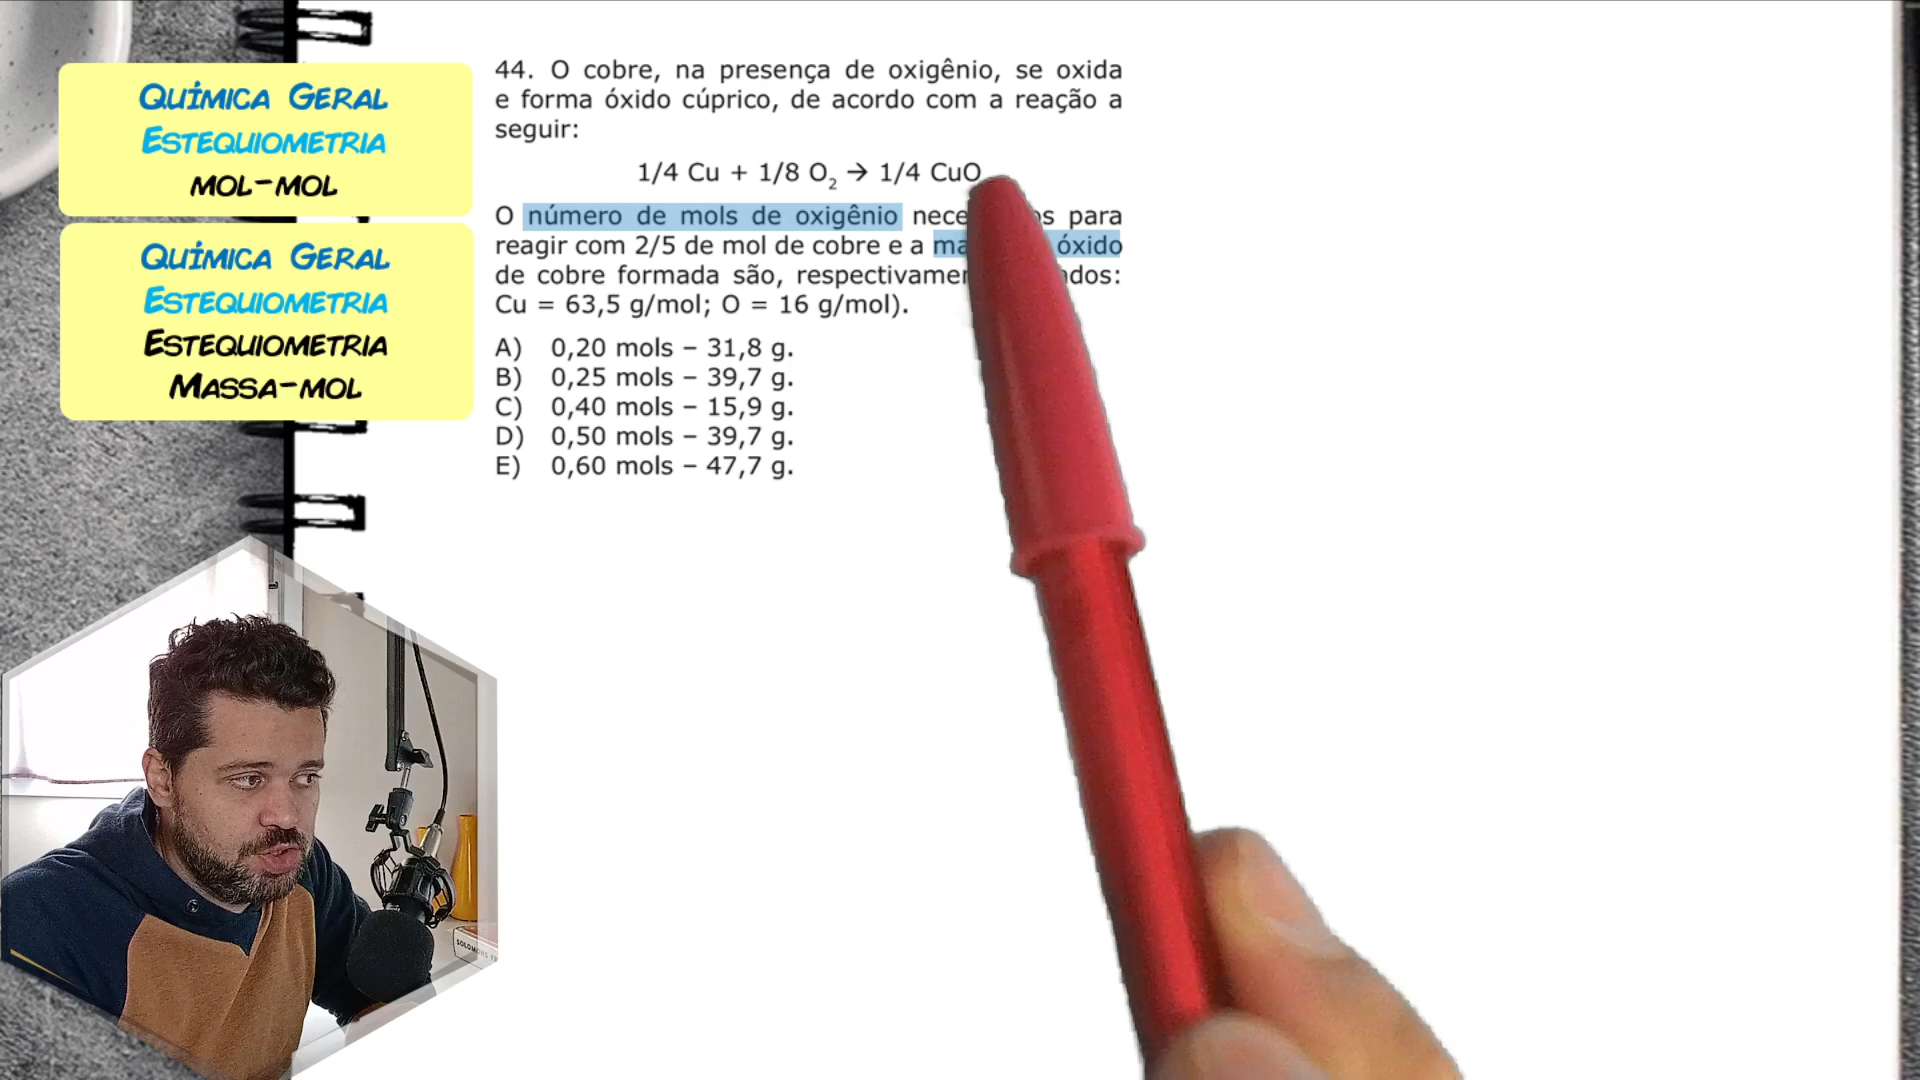 Química Geral
Estequiometria
mol-mol
Química Geral
Estequiometria
Estequiometria
Massa-mol
44. O cobre, na presença de oxigênio, se oxida
e forma óxido cúprico, de acordo com a reação a
seguir:
1/4 Cu + 1/8 O₂ → 1/4 CuO
O número de mols de oxigênio para
reagir com 2/5 de mol de cobre e a óxido
de cobre formada são,
Cu = 63,5 g/mol; O = 16 g/mol).
A) 0,20 mols – 31,8 g.
B) 0,25 mols – 39,7 g.
C) 0,40 mols – 15,9 g.
D) 0,50 mols – 39,7 g.
E) 0,60 mols – 47,7 g.